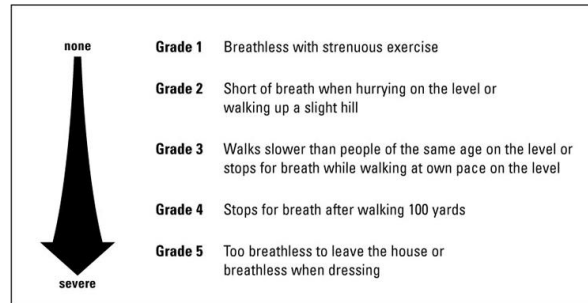 none
Grade 1 Breathless with strenuous exercise
Grade 2 Short of breath when hurrying on the level or
walking up a slight hill
Grade 3 Walks slower than people of the same age on the level or
stops for breath while walking at own pace on the level
Grade 4 Stops for breath after walking 100 yards
Grade 5 Too breathless to leave the house or
breathless when dressing
severe